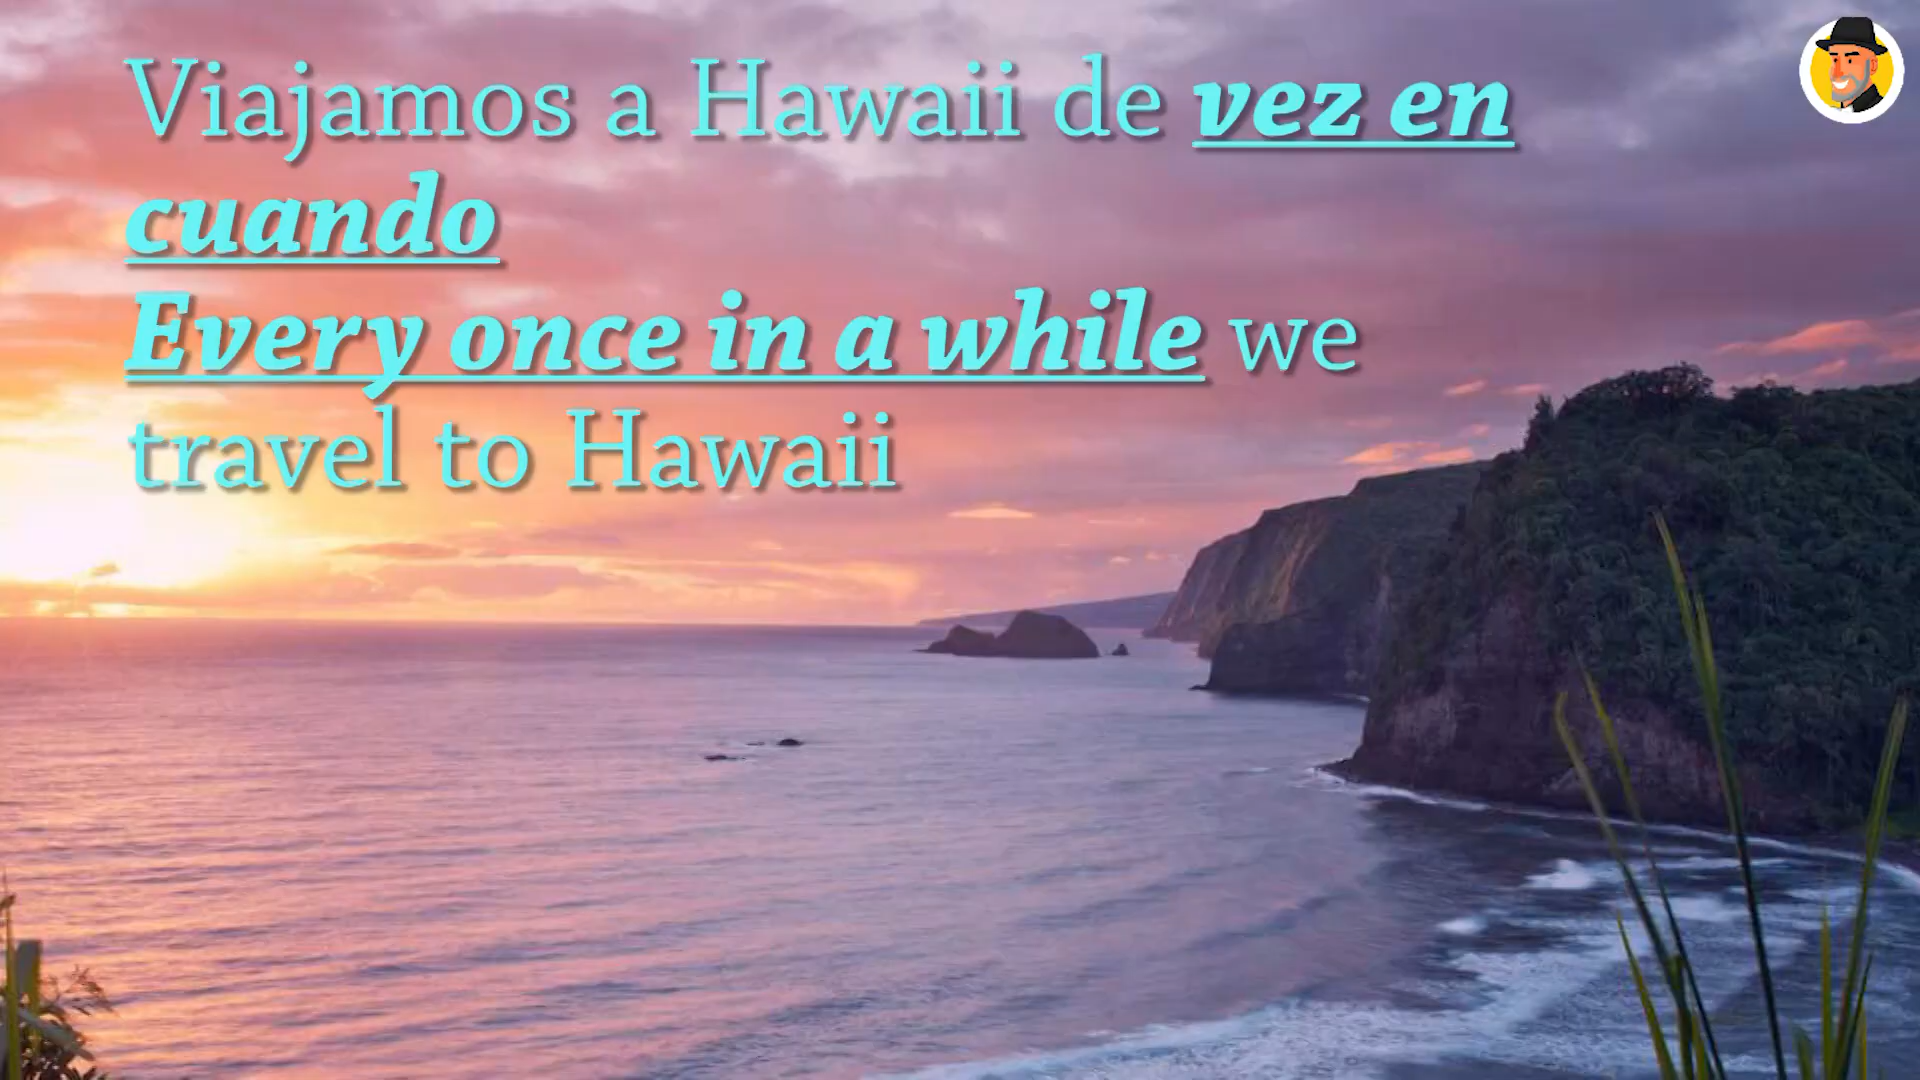 Viajamos a Hawaii de vez en
cuando
Every once in a while we
travel to Hawaii